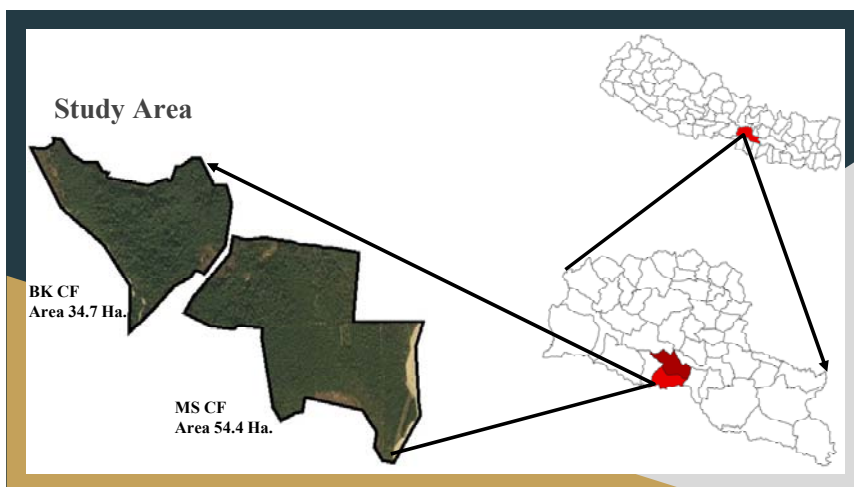 Study Area
BK CF
Area 34.7 Ha.
MS CF
Area 54.4 Ha.